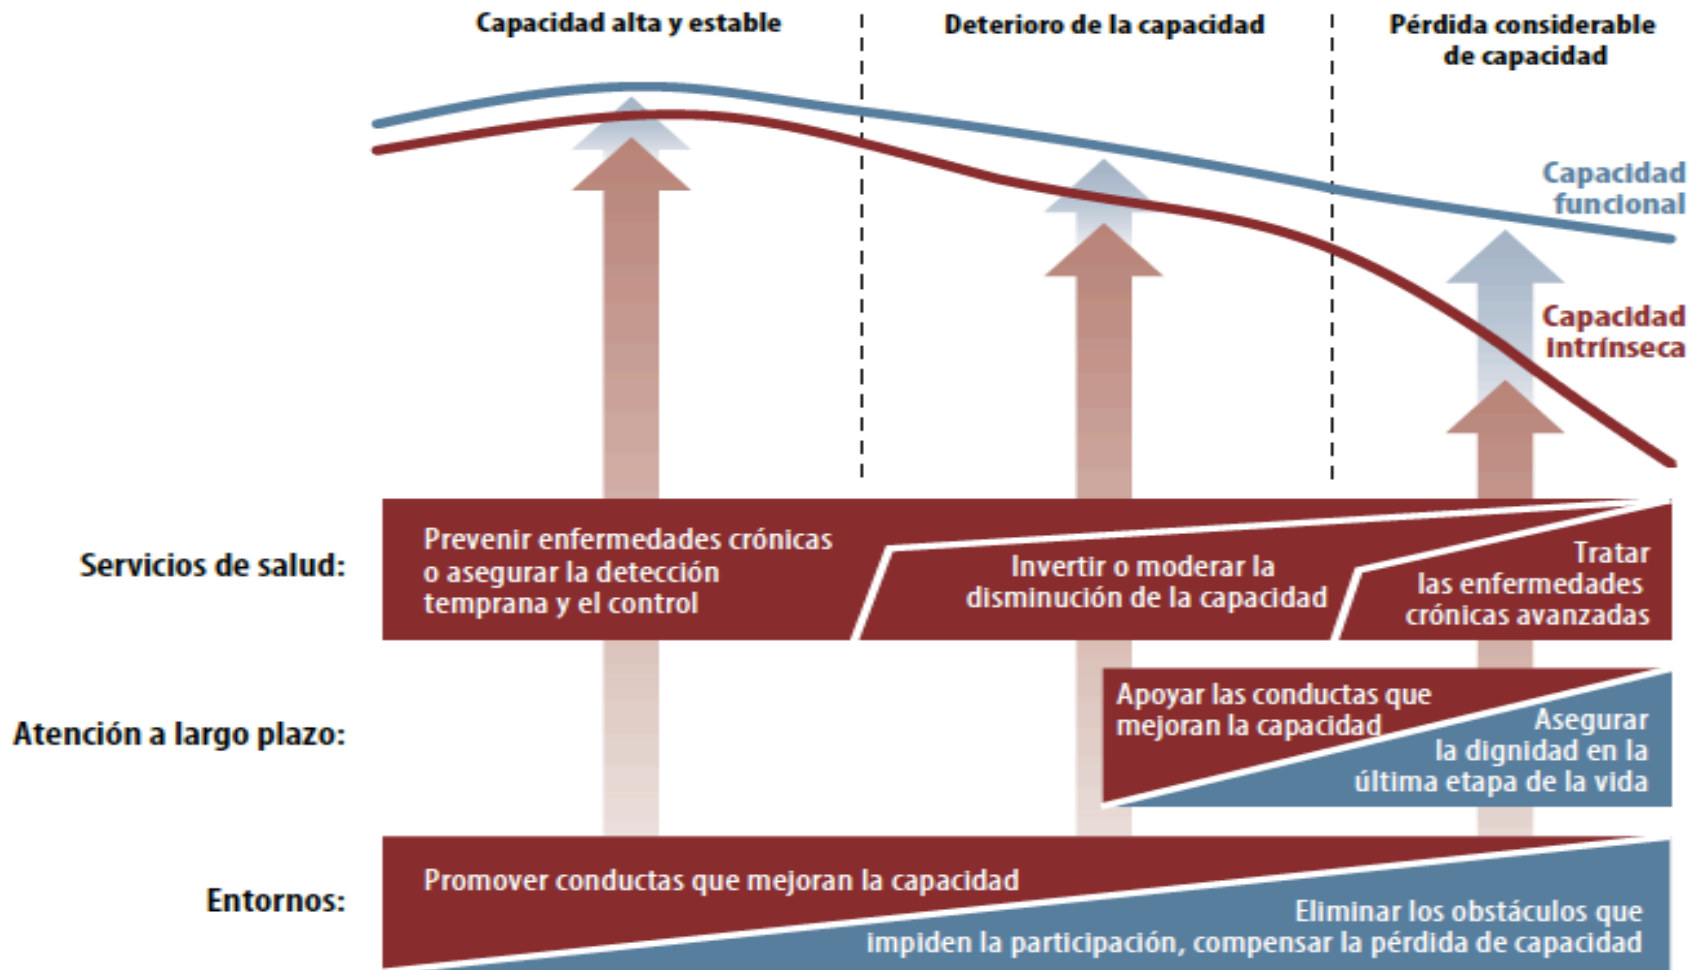 Capacidad alta y estable
Deterioro de la capacidad
Pérdida considerable
de capacidad
Capacidad
funcional
Capacidad
intrínseca
Servicios de salud:
Prevenir enfermedades crónicas
o asegurar la detección
temprana y el control
Invertir o moderar la
disminución de la capacidad
Tratar
las enfermedades
crónicas avanzadas
Atención a largo plazo:
Apoyar las conductas que
mejoran la capacidad
Asegurar
la dignidad en la
última etapa de la vida
Entornos:
Promover conductas que mejoran la capacidad
Eliminar los obstáculos que
impiden la participación, compensar la pérdida de capacidad